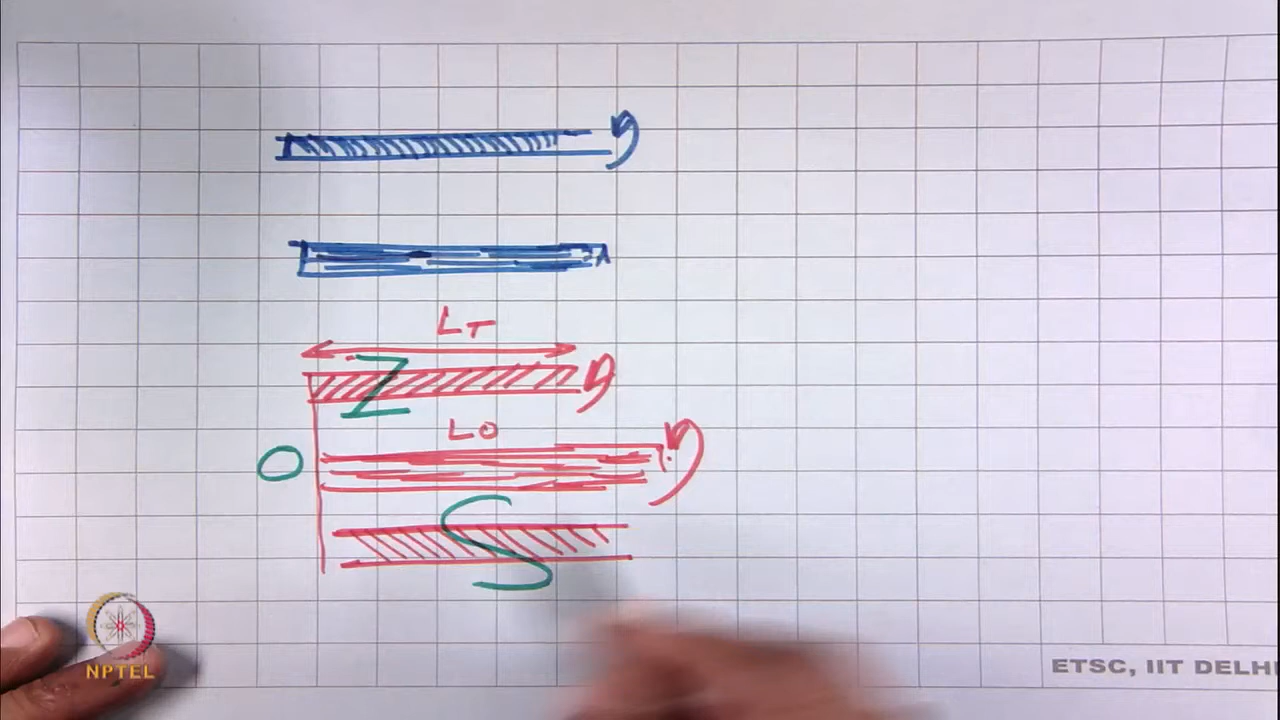 LT
Z
LO
O
S
NPTEL
ETSC, IIT DELHI